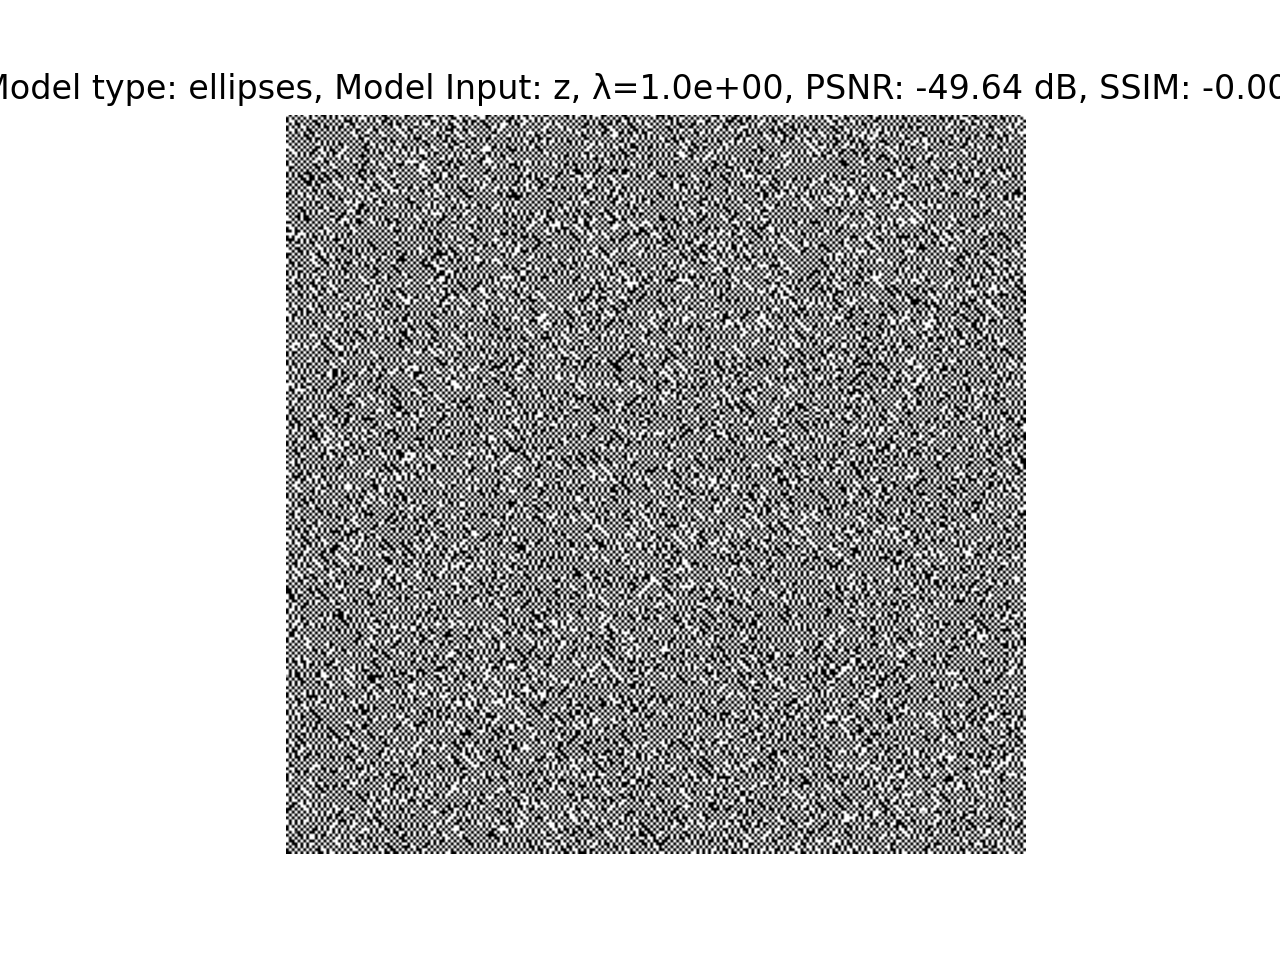 Model type: ellipses, Model Input: z, λ=1.0e+00, PSNR: -49.64 dB, SSIM: -0.00